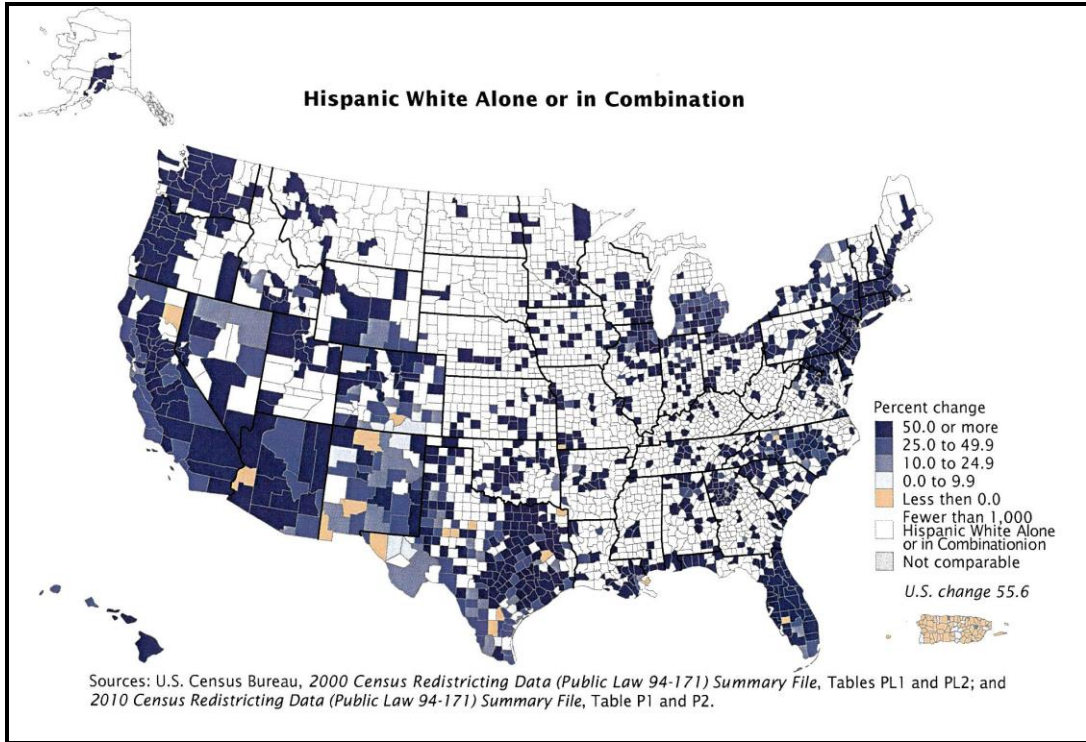 Hispanic White Alone or in Combination
Percent change
50.0 or more
25.0 to 49.9
10.0 to 24.9
0.0 to 9.9
Less then 0.0
Fewer than 1,000
Hispanic White Alone
or in Combinationion
Not comparable
U.S. change 55.6
Sources: U.S. Census Bureau, 2000 Census Redistricting Data (Public Law 94-171) Summary File, Tables PL1 and PL2; and
2010 Census Redistricting Data (Public Law 94-171) Summary File, Table P1 and P2.